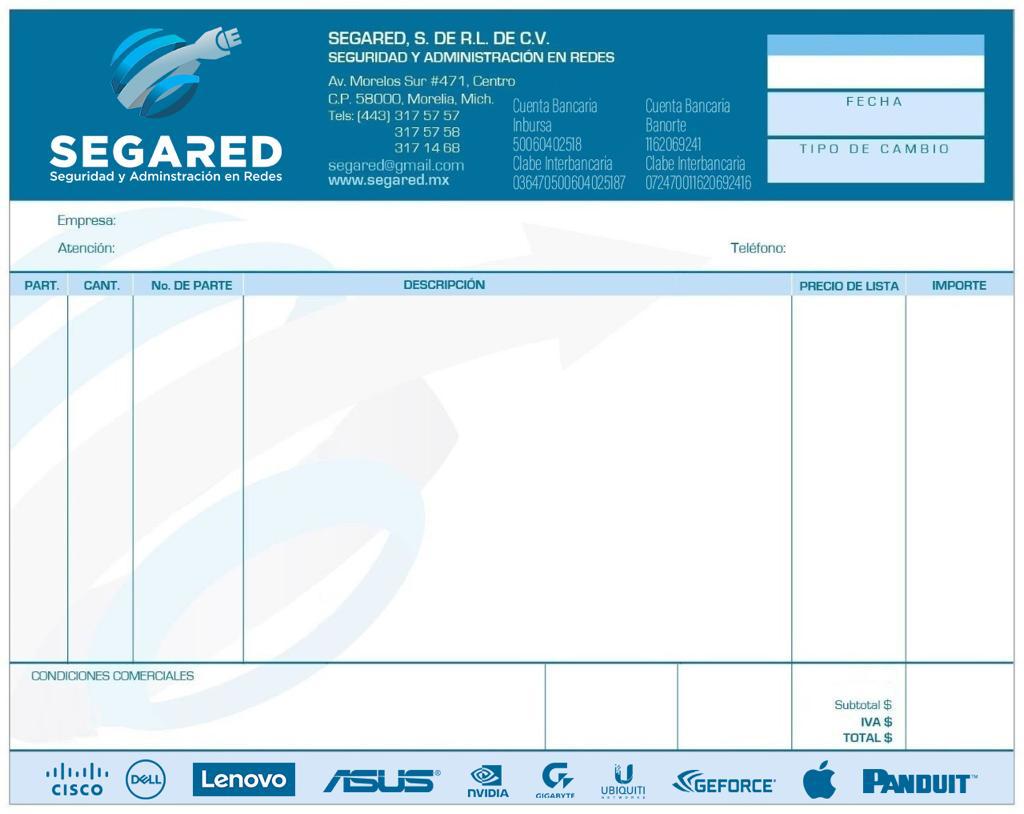 SEGARED
Seguridad y Adminstración en Redes
SEGARED, S. DE R.L. DE C.V.
SEGURIDAD Y ADMINISTRACIÓN EN REDES
Av. Morelos Sur #471, Centro
C.P. 58000, Morelia, Mich.
Tels: (443) 317 57 57
317 57 58
317 14 68
segared@gmail.com
www.segared.mx
Cuenta Bancaria
Inbursa
50060402518
Clabe Interbancaria
036470500604025187
Cuenta Bancaria
Banorte
1162069241
Clabe Interbancaria
072470011620692416
FECHA
TIPO DE CAMBIO
Empresa:
Atención:
Teléfono:
PART. CANT. No. DE PARTE DESCRIPCIÓN PRECIO DE LISTA IMPORTE
CONDICIONES COMERCIALES
Subtotal $
IVA $
TOTAL $
CISCO DELL Lenovo ASUS® NVIDIA GIGABYTE UBIQUITI NETWORKS GEFORCE® PANDUIT™